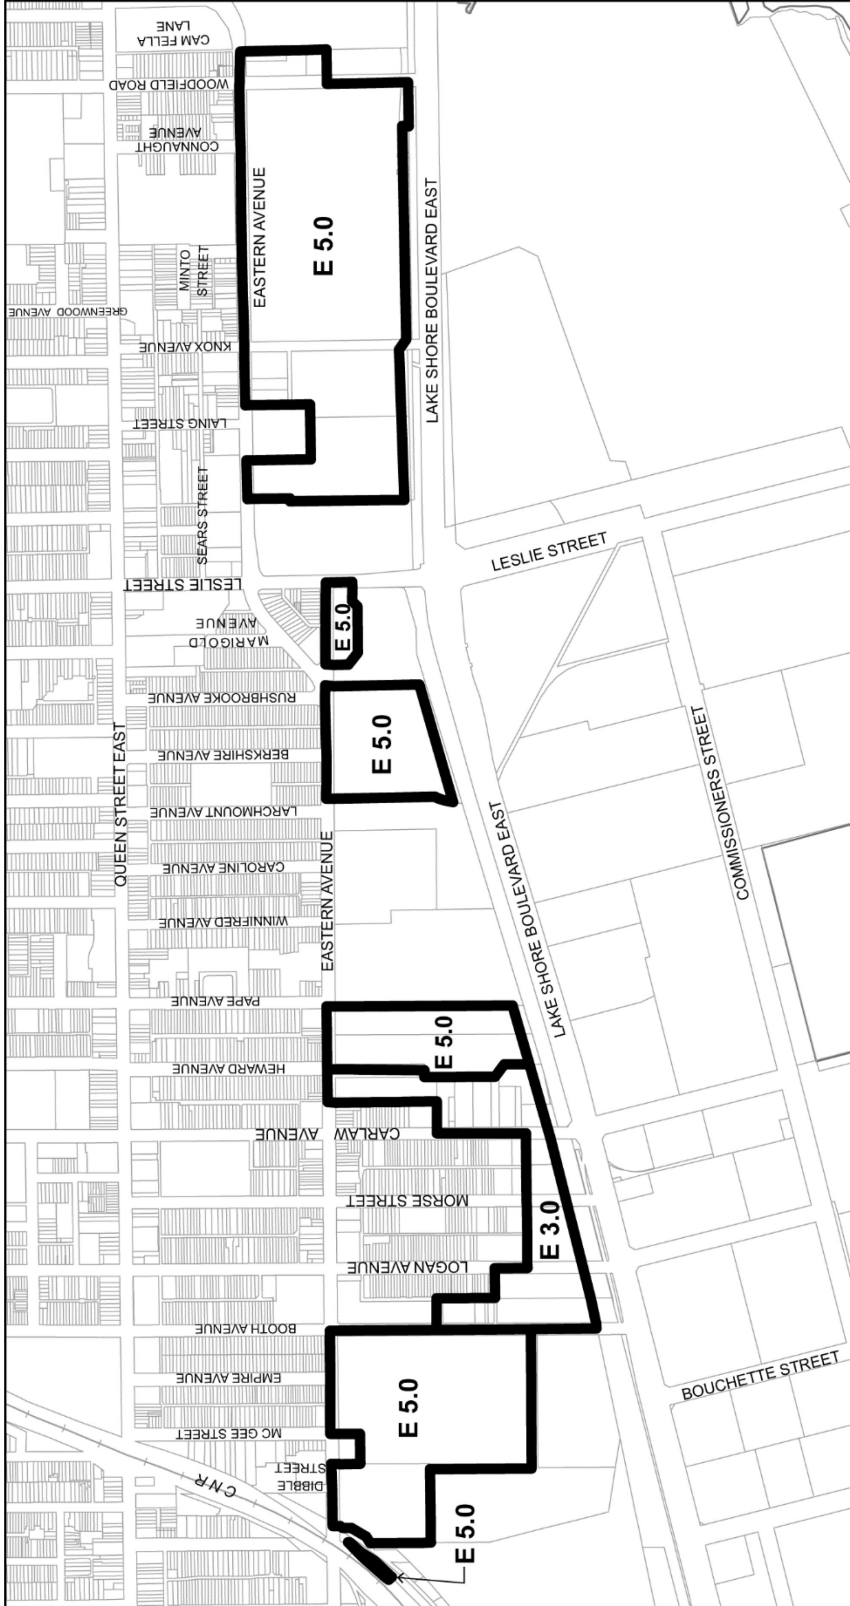 CAM FELLA
LANE
WOODFIELD ROAD
CONNAUGHT
AVENUE
EASTERN AVENUE
E 5.0
LAKE SHORE BOULEVARD EAST
MINTO
STREET
GREENWOOD AVENUE
KNOX AVENUE
LAING STREET
SEARS STREET
LESLIE STREET
LESLIE STREET
MARIGOLD
AVENUE
E 5.0
RUSHBROOKE AVENUE
E 5.0
BERKSHIRE AVENUE
QUEEN STREET EAST
LARCHMOUNT AVENUE
COMMISSIONERS STREET
CAROLINE AVENUE
EASTERN AVENUE
LAKE SHORE BOULEVARD EAST
WINNIFRED AVENUE
PAPE AVENUE
E 5.0
HEWARD AVENUE
CARLAW AVENUE
MORSE STREET
E 3.0
LOGAN AVENUE
BOOTH AVENUE
EMPIRE AVENUE
E 5.0
BOUCHETTE STREET
MC GEE STREET
DIBBLE
STREET
CNR
E 5.0